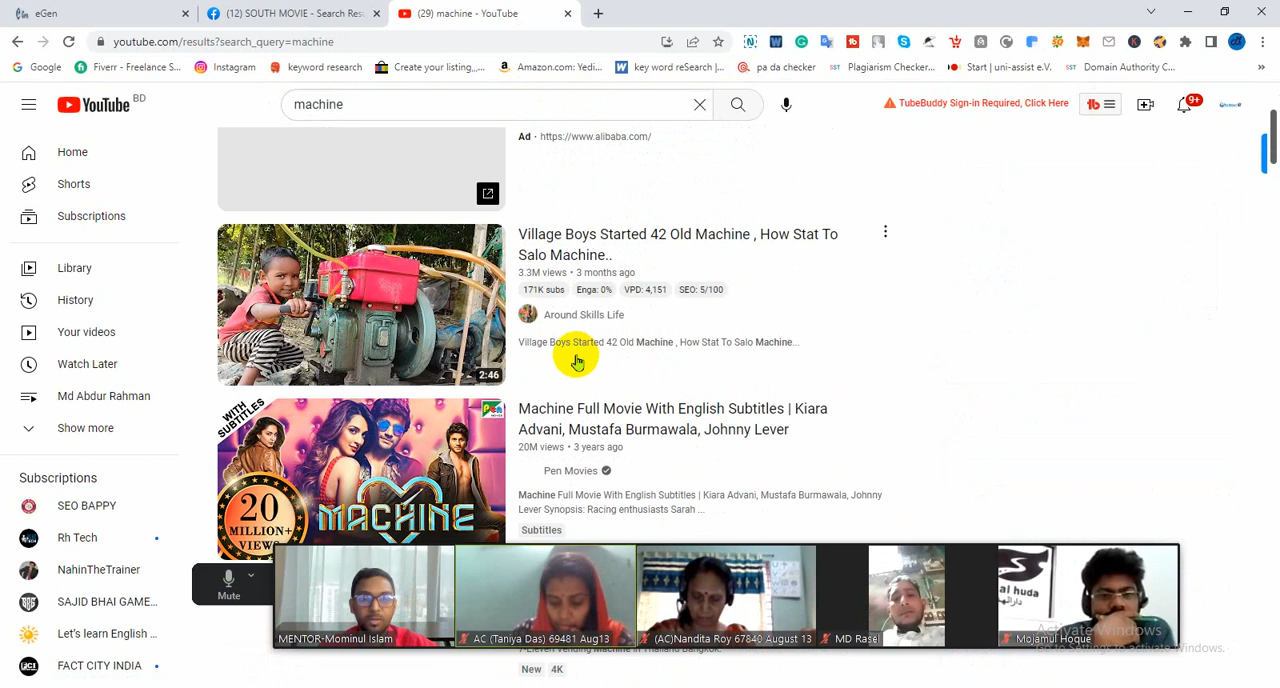 eGen
(12) SOUTH MOVIE - Search Res
(29) machine - YouTube
youtube.com/results?search_query=machine
Google
Fiverr - Freelance S...
Instagram
keyword research
Create your listing,...
Amazon.com: Yedi...
key word reSearch |...
pa da checker
Plagiarism Checker...
Start | uni-assist e.V.
Domain Authority C...
YouTube BD
machine
TubeBuddy Sign-in Required, Click Here
9+
Home
Shorts
Subscriptions
Library
History
Your videos
Watch Later
Md Abdur Rahman
Show more
Subscriptions
SEO BAPPY
Rh Tech
NahinTheTrainer
SAJID BHAI GAME...
Let's learn English ...
FACT CITY INDIA
Ad · https://www.alibaba.com/
Village Boys Started 42 Old Machine , How Stat To
Salo Machine..
3.3M views • 3 months ago
171K subs Enga: 0% VPD: 4,151 SEO: 5/100
Around Skills Life
Village Boys Started 42 Old Machine , How Stat To Salo Machine...
2:46
WITH
SUBTITLES
20
MILLION+
VIEWS
MACHINE
Machine Full Movie With English Subtitles | Kiara
Advani, Mustafa Burmawala, Johnny Lever
20M views • 3 years ago
Pen Movies
Machine Full Movie With English Subtitles | Kiara Advani, Mustafa Burmawala, Johnny
Lever Synopsis: Racing enthusiasts Sarah ...
Subtitles
Mute
MENTOR-Mominul Islam
AC (Taniya Das) 69481 Aug13
(AC)Nandita Roy 67840 August 13
MD Rasel
al huda
Mojamul Hoque
Activate Windows
Go to Settings to activate Windows.
7-Eleven Vending Machine in Thailand Bangkok.
New 4K